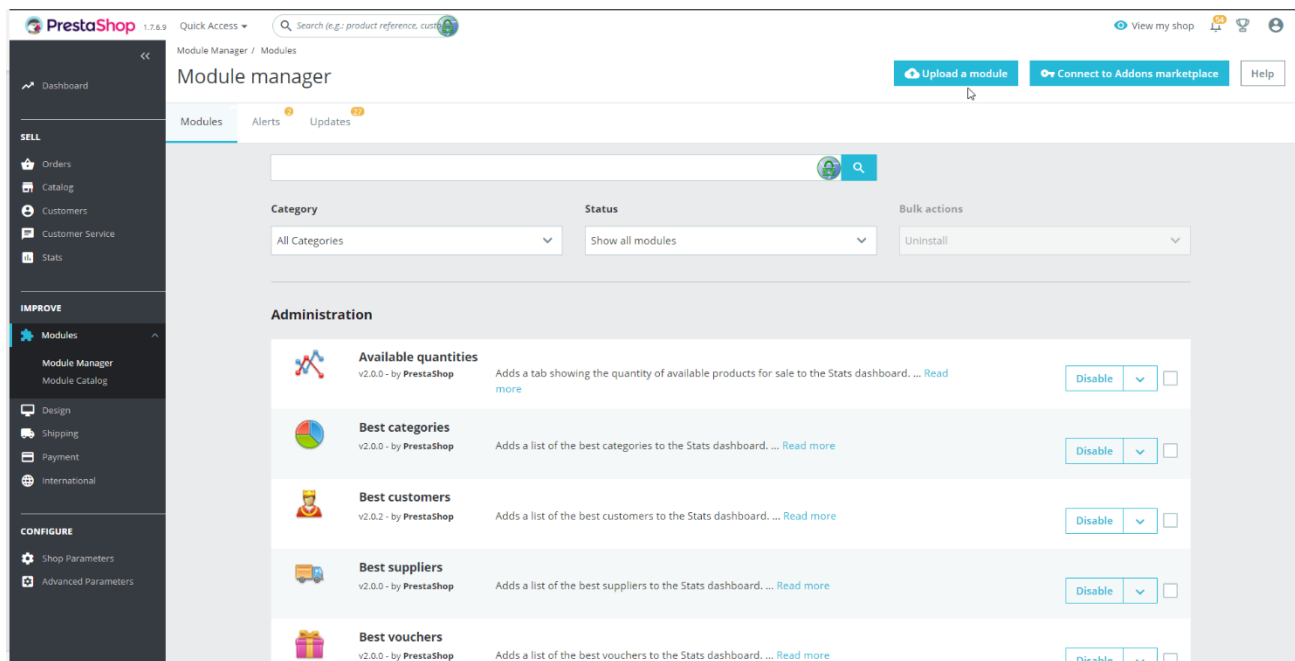 PrestaShop 1.7.6.9 Quick Access Search (e.g.: product reference, custo View my shop 64
Module Manager / Modules
Module manager
Upload a module Connect to Addons marketplace Help
Modules Alerts 2 Updates 27
Dashboard
SELL
Orders
Catalog
Customers
Customer Service
Stats
IMPROVE
Modules
Module Manager
Module Catalog
Design
Shipping
Payment
International
CONFIGURE
Shop Parameters
Advanced Parameters
Category Status Bulk actions
All Categories Show all modules Uninstall
Administration
Available quantities
v2.0.0 - by PrestaShop Adds a tab showing the quantity of available products for sale to the Stats dashboard. ... Read
more
Disable
Best categories
v2.0.0 - by PrestaShop Adds a list of the best categories to the Stats dashboard. ... Read more
Disable
Best customers
v2.0.2 - by PrestaShop Adds a list of the best customers to the Stats dashboard. ... Read more
Disable
Best suppliers
v2.0.0 - by PrestaShop Adds a list of the best suppliers to the Stats dashboard. ... Read more
Disable
Best vouchers
v2.0.0 - by PrestaShop Adds a list of the best vouchers to the Stats dashboard. ... Read more
Disable